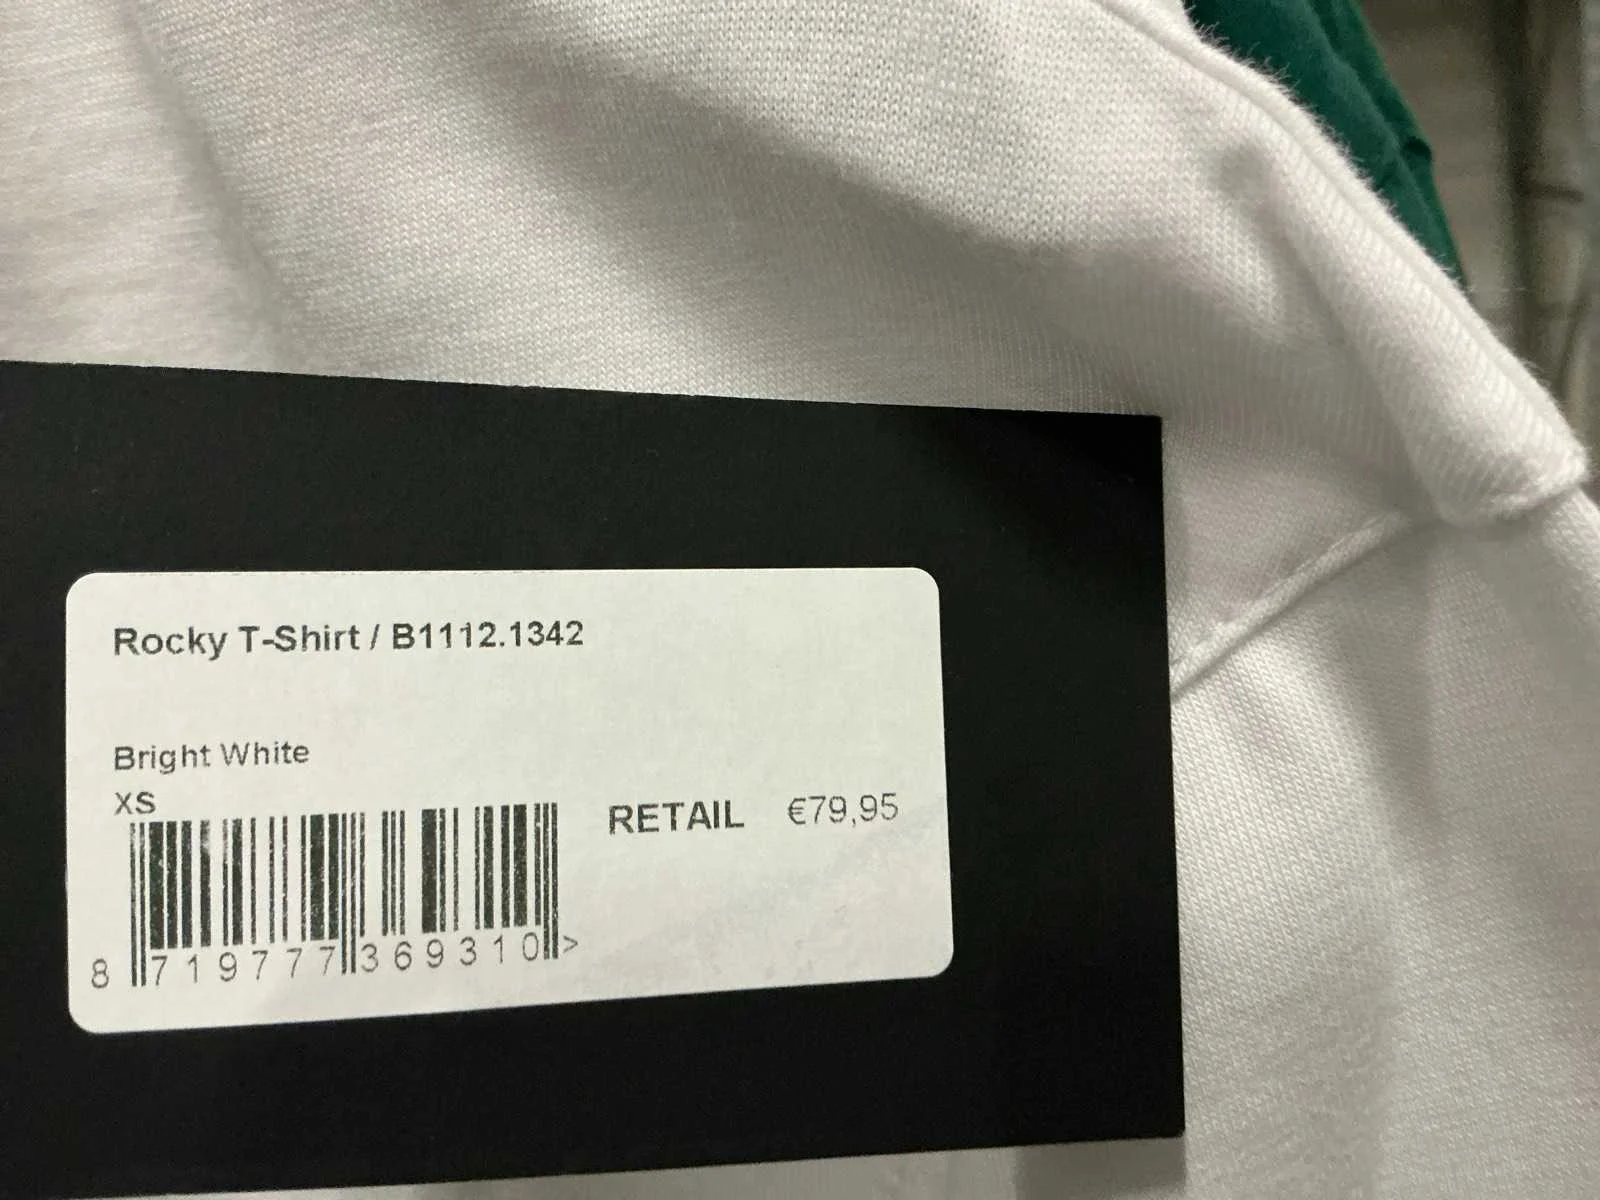 Rocky T-Shirt / B1112.1342
Bright White
XS
RETAIL €79,95
8 719777 369310 >